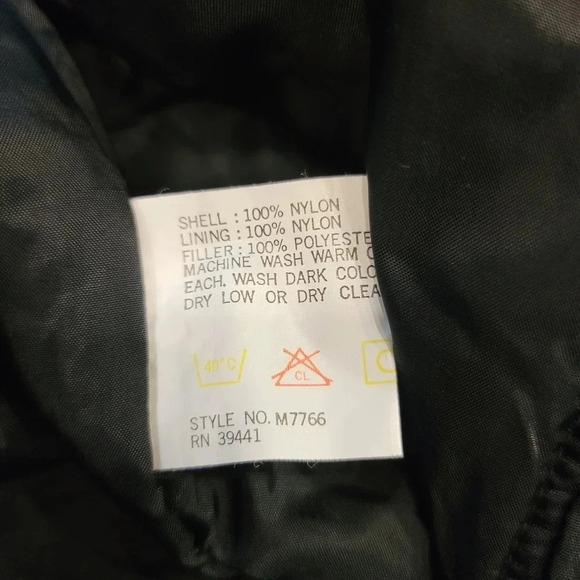 SHELL : 100% NYLON
LINING : 100% NYLON
FILLER : 100% POLYESTE
MACHINE WASH WARM
EACH. WASH DARK COLO
DRY LOW OR DRY CLEA
40°C
CL
STYLE NO. M7766
RN 39441